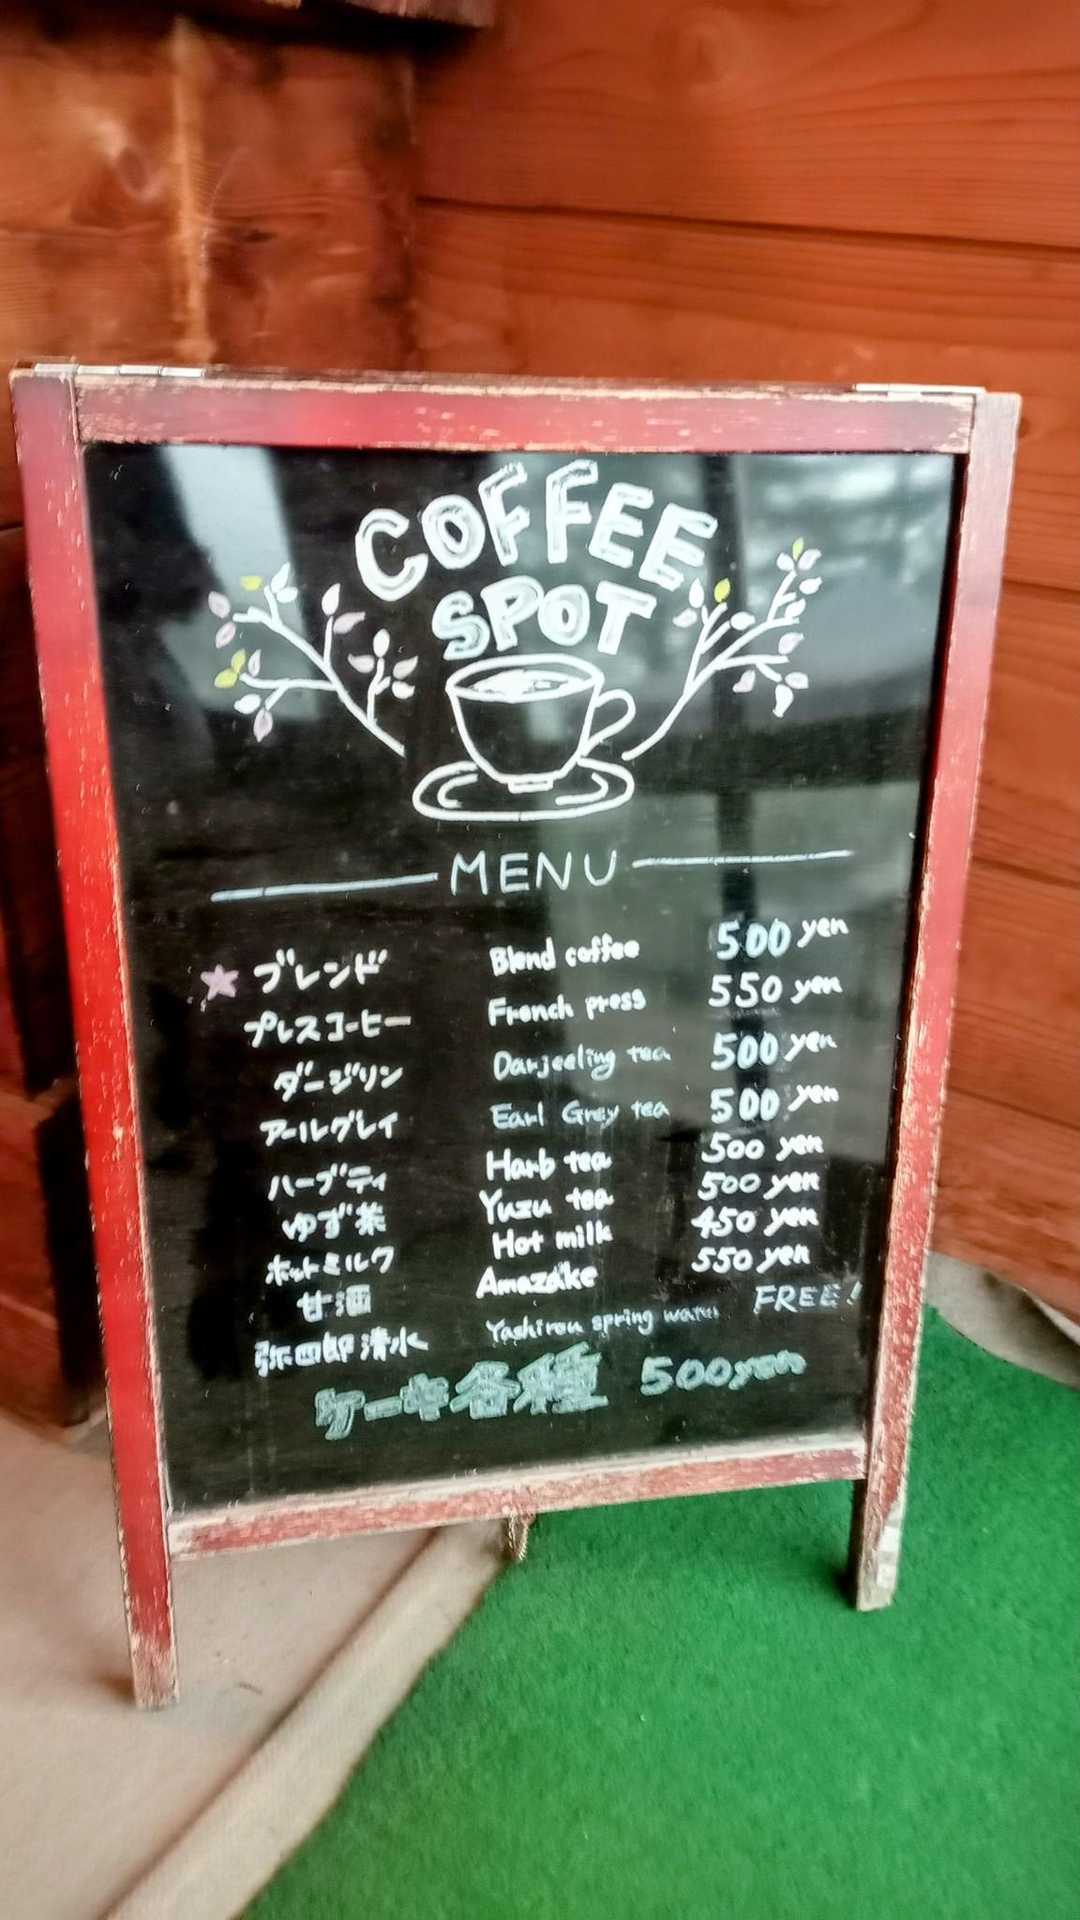 COFFEE
SPOT
MENU
★ブレンド Blend coffee 500 yen
プレスコーヒー French press 550 yen
ダージリン Darjeeling tea 500 yen
アールグレイ Earl Grey tea 500 yen
ハーブティ Harb tea 500 yen
ゆず茶 Yuzu tea 500 yen
ホットミルク Hot milk 450 yen
甘酒 Amazake 550 yen
弥四郎清水 Yashirou spring water FREE!
ケーキ各種 500yen